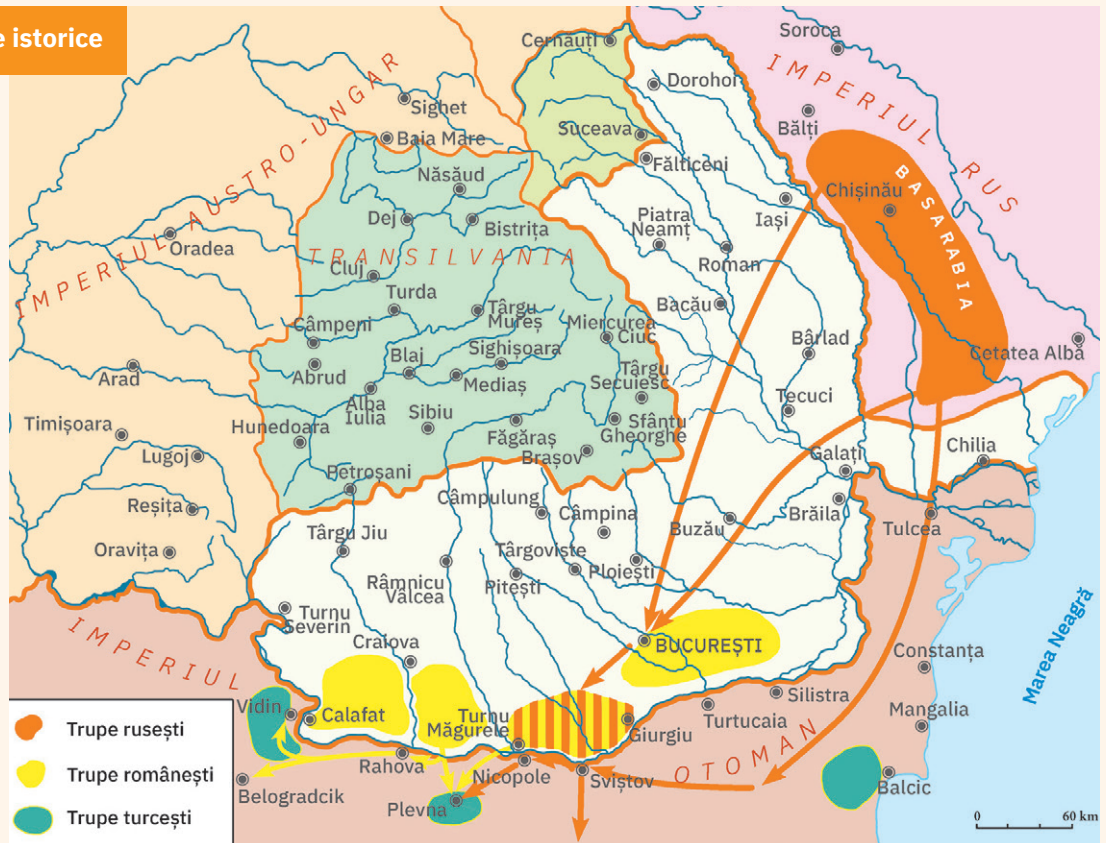 e istorice
Cernăuți
Soroca
Dorohoi
IMPERIUL RUS
Sighet
Bălți
Baia Mare
Suceava
Fălticeni
IMPERIUL AUSTRO-UNGAR
Năsăud
Chișinău
BASARABIA
Dej
Bistrița
Piatra
Neamț
Iași
Oradea
TRANSILVANIA
Roman
Cluj
Turda
Târgu
Mureș
Bacău
Câmpeni
Miercurea
Ciuc
Bârlad
Cetatea Albă
Blaj
Sighișoara
Abrud
Mediaș
Târgu
Secuiesc
Arad
Alba
Iulia
Sibiu
Tecuci
Timișoara
Hunedoara
Făgăraș
Sfântu
Gheorghe
Brașov
Lugoj
Galați
Chilia
Petroșani
Câmpulung
Câmpina
Brăila
Reșița
Buzău
Tulcea
Târgu Jiu
Târgoviște
Oravița
Râmnicu
Vâlcea
Pitești
Ploiești
Turnu
Severin
BUCUREȘTI
IMPERIUL
Craiova
Constanța
Marea Neagră
Silistra
Vidin
Calafat
Turnu
Măgurele
Giurgiu
Turtucaia
Mangalia
OTOMAN
Trupe rusești
Rahova
Nicopole
Sviștov
Trupe românești
Belogradcik
Plevna
Balcic
Trupe turcești
0 60 km